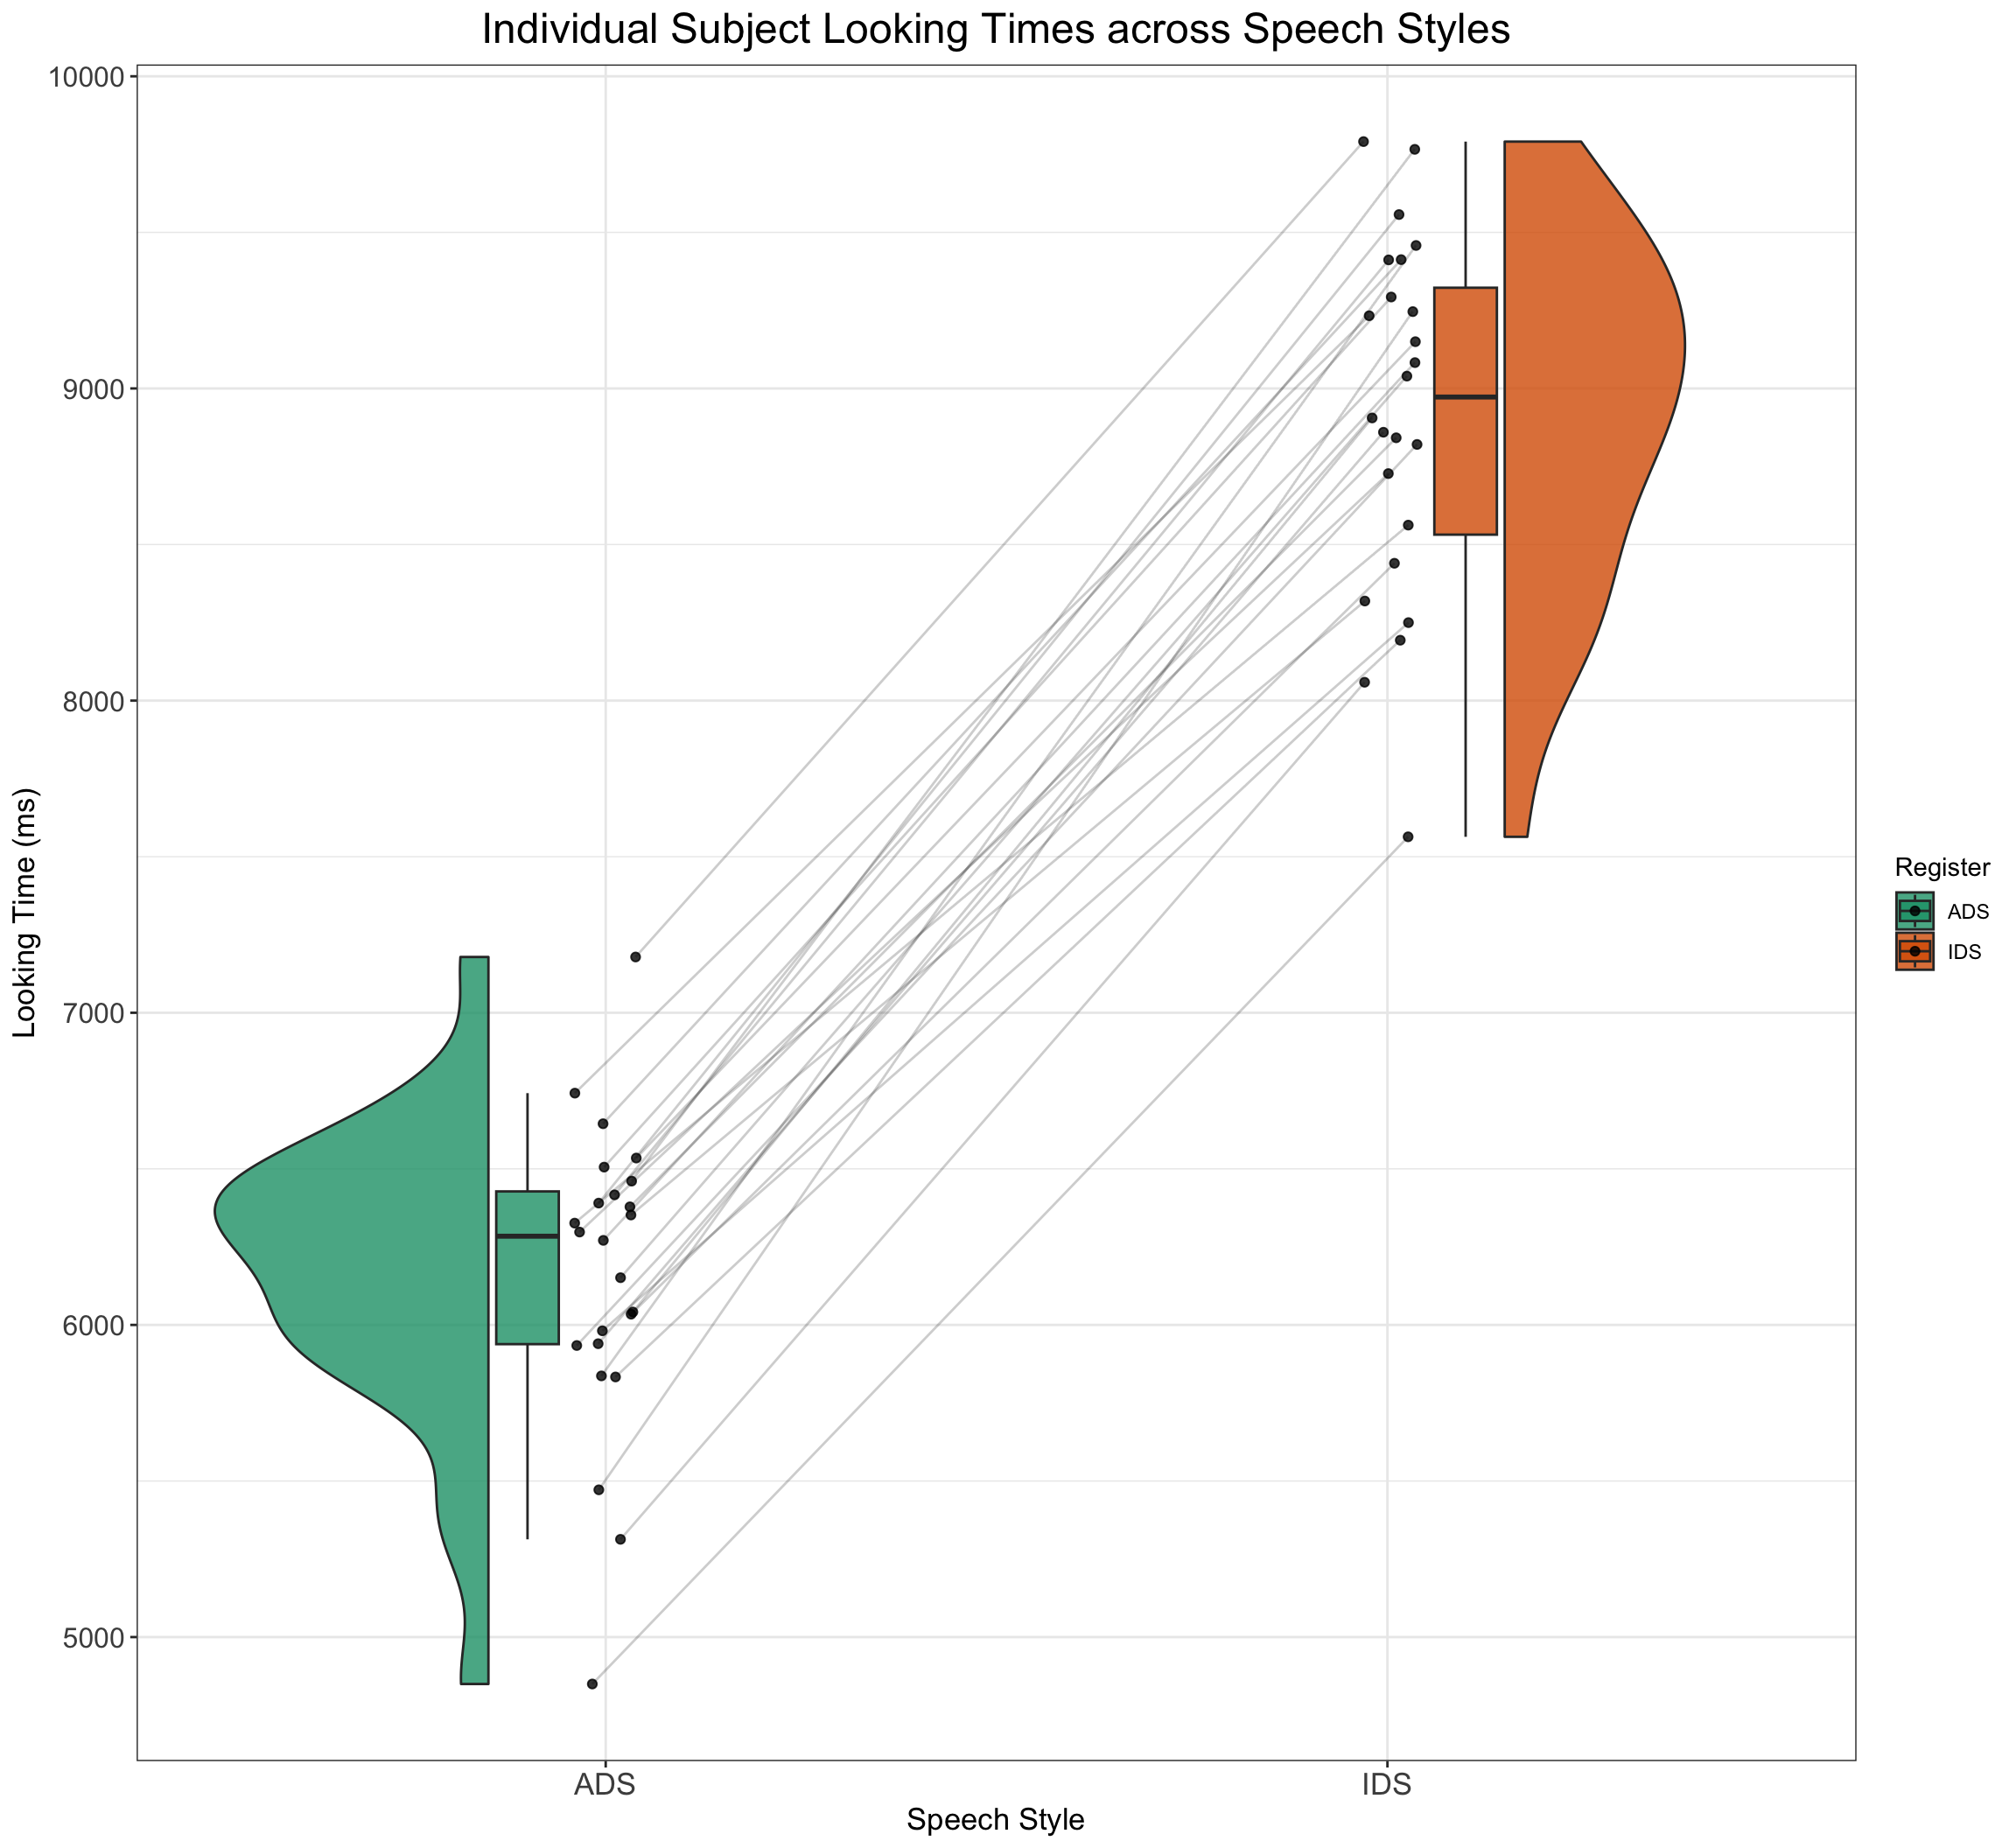 Individual Subject Looking Times across Speech Styles
10000
9000
8000
7000
6000
5000
Looking Time (ms)
ADS
IDS
Speech Style
Register
ADS
IDS